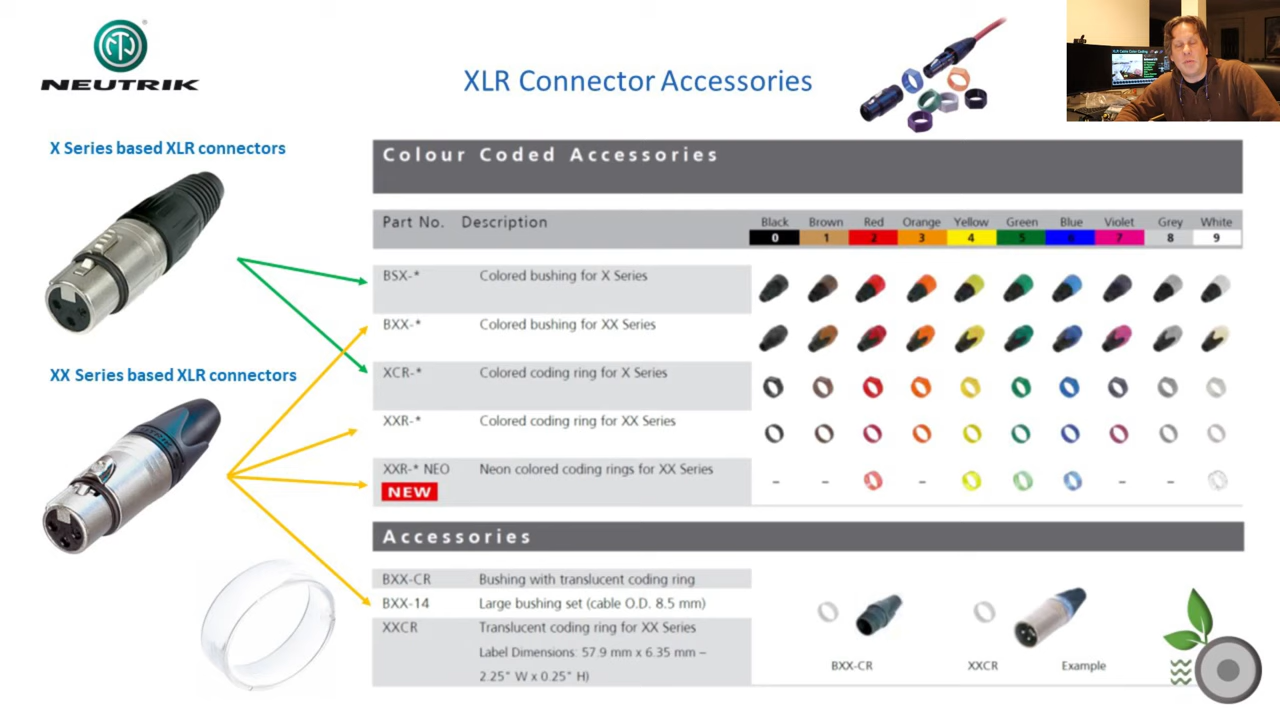 NEUTRIK
XLR Connector Accessories
X Series based XLR connectors
Colour Coded Accessories
Part No. Description Black Brown Red Orange Yellow Green Blue Violet Grey White
0 1 2 3 4 5 6 7 8 9
BSX-* Colored bushing for X Series
BXX-* Colored bushing for XX Series
XX Series based XLR connectors
XCR-* Colored coding ring for X Series
XXR-* Colored coding ring for XX Series
XXR-* NEO Neon colored coding rings for XX Series
NEW - - - - -
NEUTRIK
Accessories
BXX-CR Bushing with translucent coding ring
BXX-14 Large bushing set (cable O.D. 8.5 mm)
XXCR Translucent coding ring for XX Series
Label Dimensions: 57.9 mm x 6.35 mm –
2.25" W x 0.25" H)
BXX-CR XXCR Example